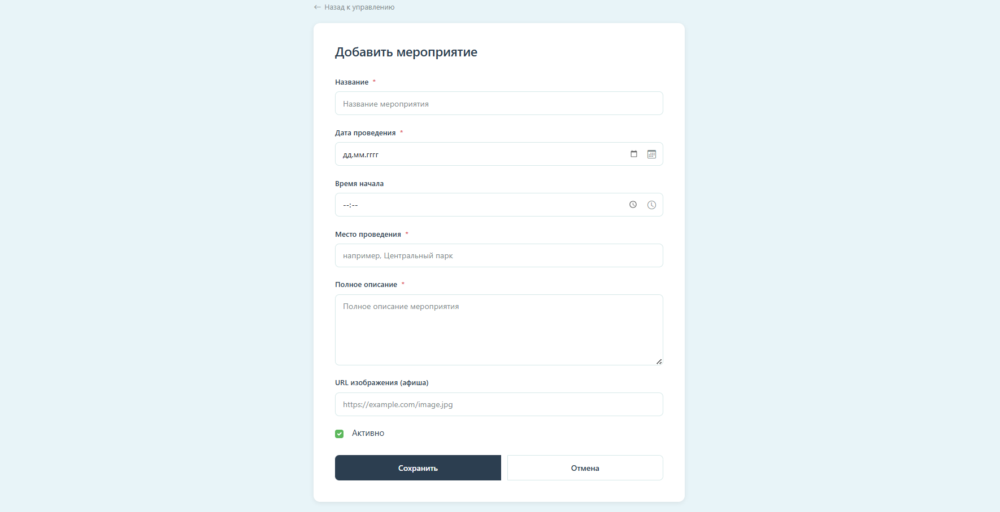 ← Назад к управлению
Добавить мероприятие
Название *
Название мероприятия
Дата проведения *
дд.мм.гггг
Время начала
--:--
Место проведения *
например, Центральный парк
Полное описание *
Полное описание мероприятия
URL изображения (афиша)
https://example.com/image.jpg
Активно
Сохранить
Отмена